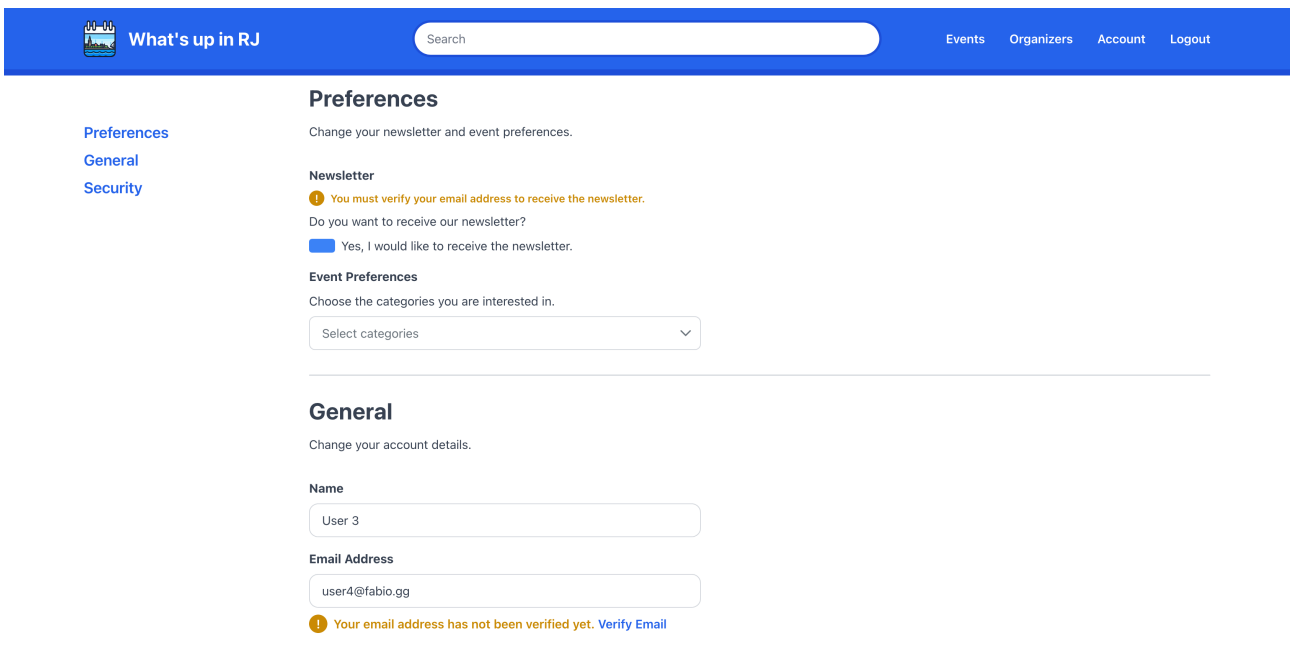 What's up in RJ
Search
Events
Organizers
Account
Logout
Preferences
General
Security
Preferences
Change your newsletter and event preferences.
Newsletter
You must verify your email address to receive the newsletter.
Do you want to receive our newsletter?
Yes, I would like to receive the newsletter.
Event Preferences
Choose the categories you are interested in.
Select categories
General
Change your account details.
Name
User 3
Email Address
user4@fabio.gg
Your email address has not been verified yet. Verify Email